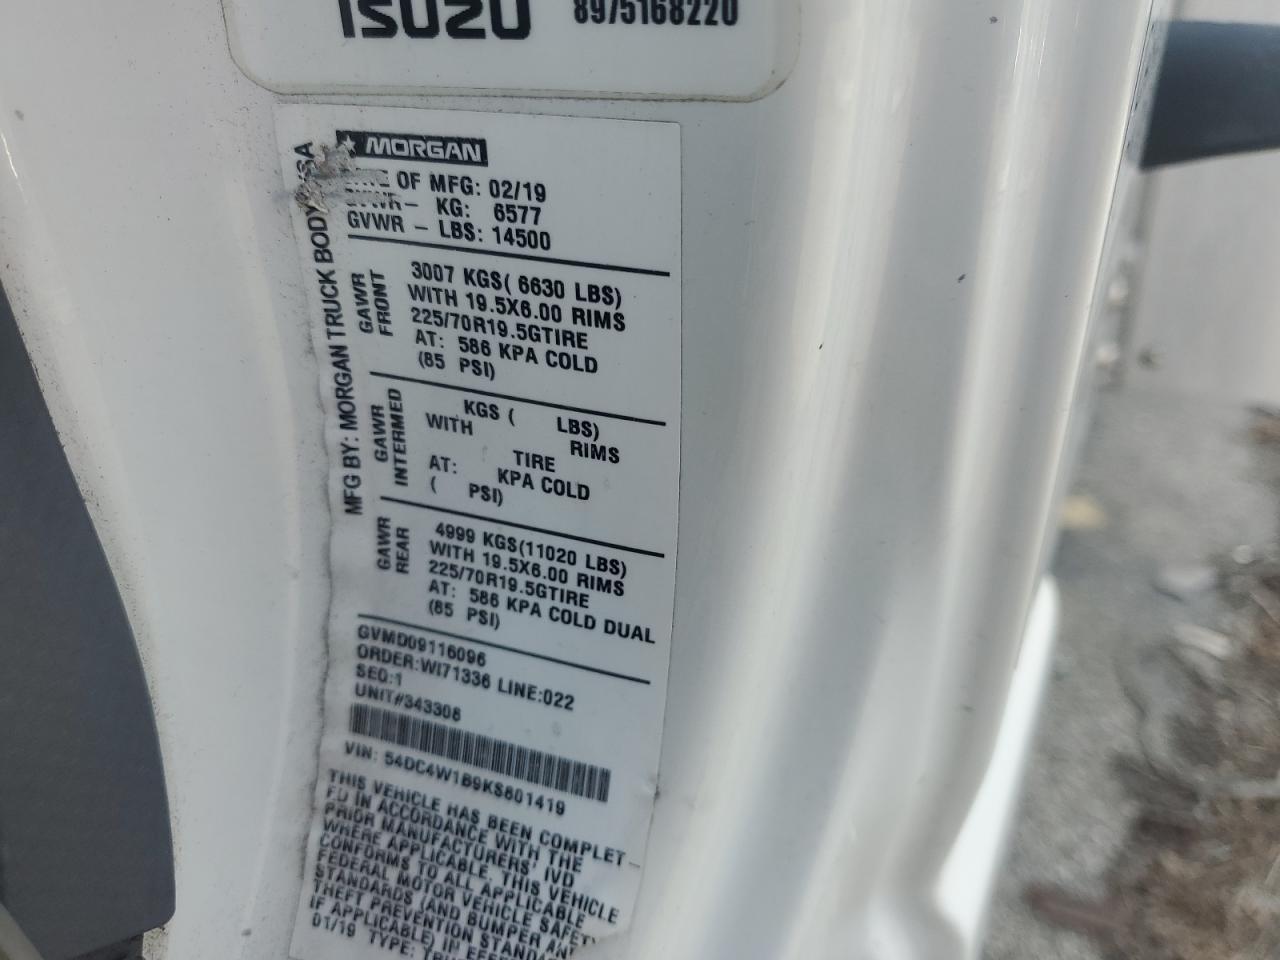 ISUZU 8975168220
MORGAN
OF MFG: 02/19
GVWR- KG: 6577
GVWR - LBS: 14500
MFG BY: MORGAN TRUCK BODY
GAWR
FRONT
3007 KGS( 6630 LBS)
WITH 19.5X6.00 RIMS
225/70R19.5GTIRE
AT: 586 KPA COLD
(85 PSI)
GAWR
INTERMED
KGS ( LBS)
WITH RIMS
TIRE
AT: KPA COLD
( PSI)
GAWR
REAR
4999 KGS(11020 LBS)
WITH 19.5X6.00 RIMS
225/70R19.5GTIRE
AT: 586 KPA COLD DUAL
(85 PSI)
GVMD09116096
ORDER:WI71336 LINE:022
SEQ:1
UNIT#343308
VIN: 54DC4W1B9KS801419
THIS VEHICLE HAS BEEN COMPLET-
ED IN ACCORDANCE WITH THE
PRIOR MANUFACTURERS' IVD
WHERE APPLICABLE. THIS VEHICLE
CONFORMS TO ALL APPLICABLE
FEDERAL MOTOR VEHICLE SAFETY
STANDARDS (AND BUMPER AN
THEFT PREVENTION STANDA
IF APPLICABLE) IN
01/19 TYPE: